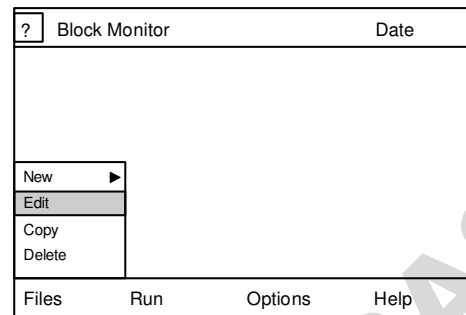 ? Block Monitor Date
New
Edit
Copy
Delete
Files Run Options Help